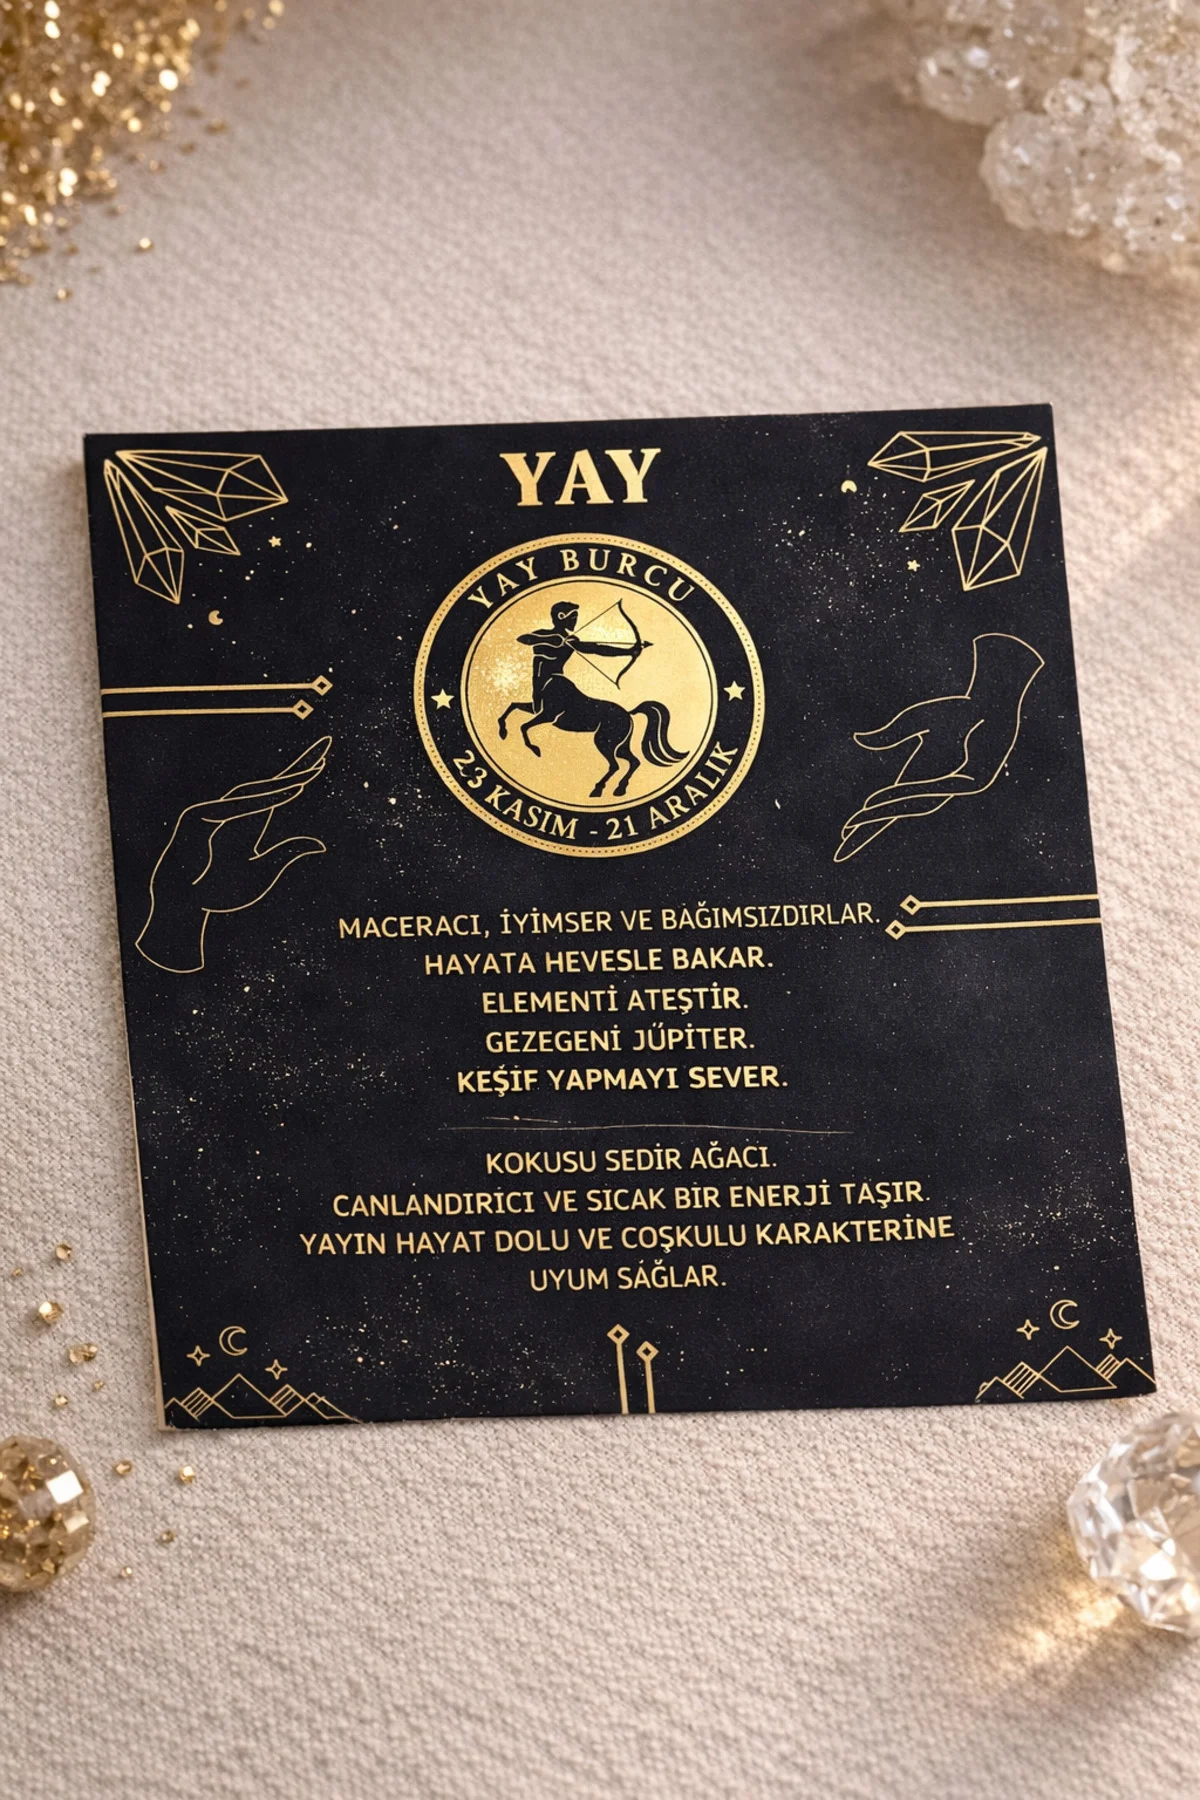 YAY
YAY BURCU
23 KASIM - 21 ARALIK
MACERACI, İYİMSER VE BAĞIMSIZDIRLAR.
HAYATA HEVESLE BAKAR.
ELEMENTİ ATEŞTİR.
GEZEGENİ JÜPİTER.
KEŞİF YAPMAYI SEVER.
KOKUSU SEDİR AĞACI.
CANLANDIRICI VE SICAK BİR ENERJİ TAŞIR.
YAYIN HAYAT DOLU VE COŞKULU KARAKTERİNE
UYUM SAĞLAR.